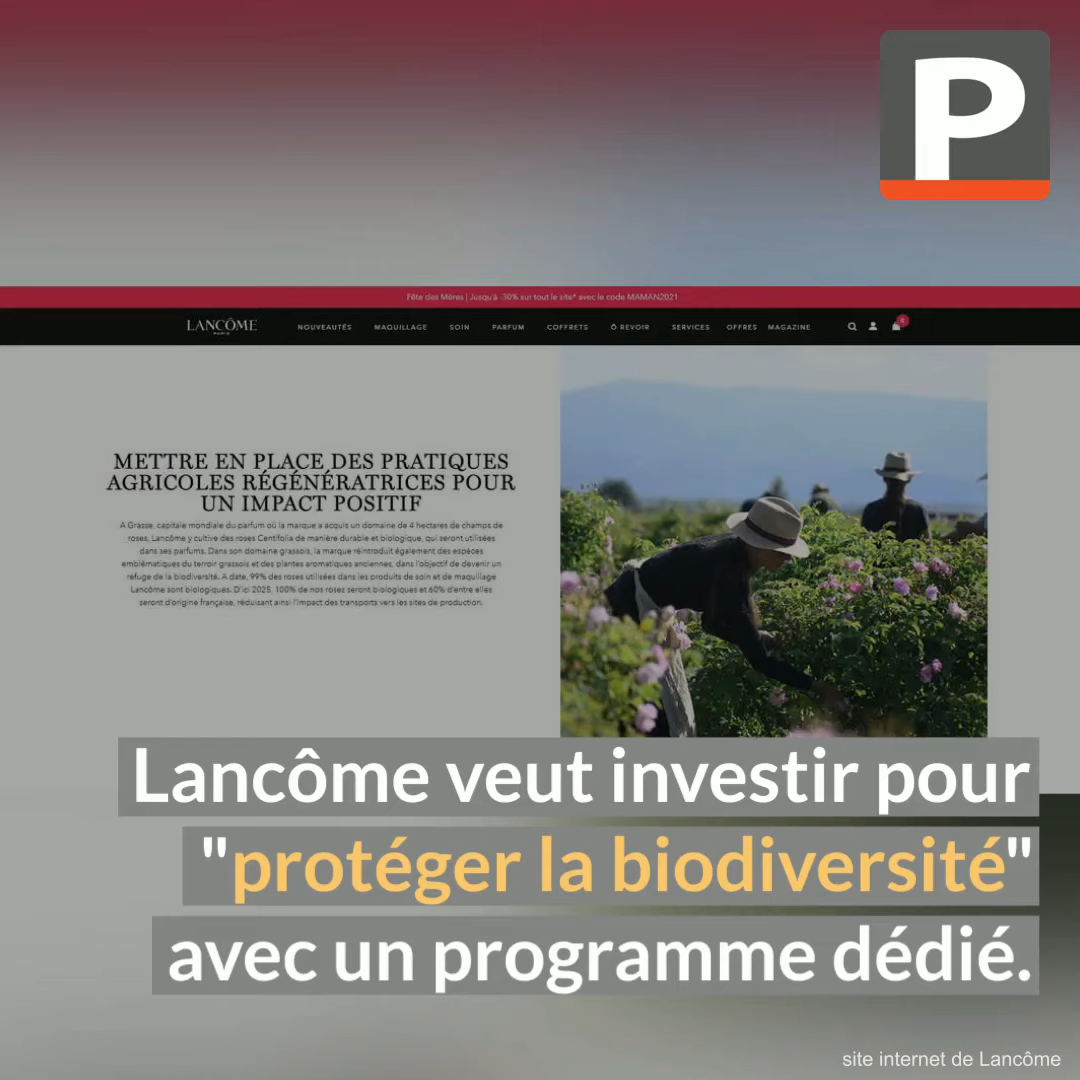 P
Fête des Mères | Jusqu'à -30% sur tout le site* avec le code MAMAN2021
LANCÔME
PARIS
NOUVEAUTÉS MAQUILLAGE SOIN PARFUM COFFRETS Ô REVOIR SERVICES OFFRES MAGAZINE
METTRE EN PLACE DES PRATIQUES
AGRICOLES RÉGÉNÉRATRICES POUR
UN IMPACT POSITIF
A Grasse, capitale mondiale du parfum où la marque a acquis un domaine de 4 hectares de champs de
roses, Lancôme y cultive des roses Centifolia de manière durable et biologique, qui seront utilisées
dans ses parfums. Dans son domaine grassois, la marque réintroduit également des espèces
emblématiques du terroir grassois et des plantes aromatiques anciennes, dans l'objectif de devenir un
refuge de la biodiversité. A date, 99% des roses utilisées dans les produits de soin et de maquillage
Lancôme sont biologiques. D'ici 2025, 100% de nos roses seront biologiques et 60% d'entre elles
seront d'origine française, réduisant ainsi l'impact des transports vers les sites de production.
Lancôme veut investir pour
"protéger la biodiversité"
avec un programme dédié.
site internet de Lancôme